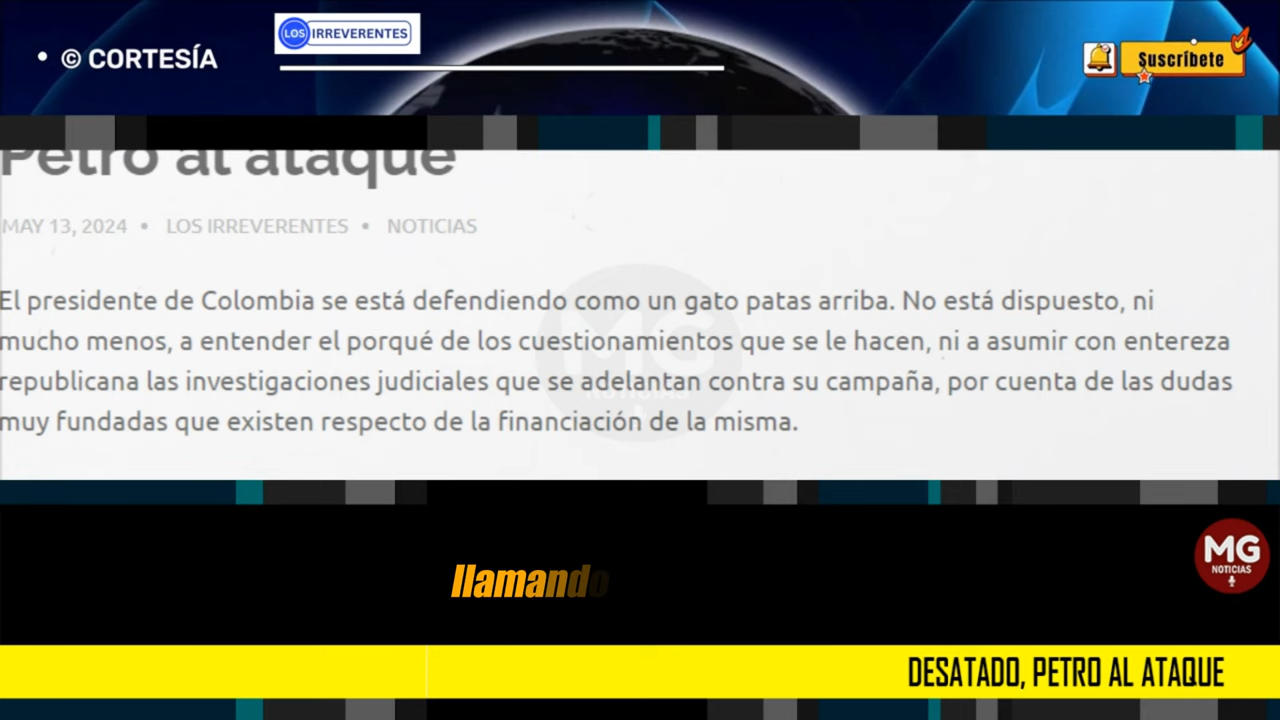 • © CORTESÍA
LOS IRREVERENTES
Suscríbete
Petro al ataque
MAY 13, 2024 • LOS IRREVERENTES • NOTICIAS
El presidente de Colombia se está defendiendo como un gato patas arriba. No está dispuesto, ni
mucho menos, a entender el porqué de los cuestionamientos que se le hacen, ni a asumir con entereza
republicana las investigaciones judiciales que se adelantan contra su campaña, por cuenta de las dudas
muy fundadas que existen respecto de la financiación de la misma.
MG
NOTICIAS
llamando
MG
NOTICIAS
DESATADO, PETRO AL ATAQUE